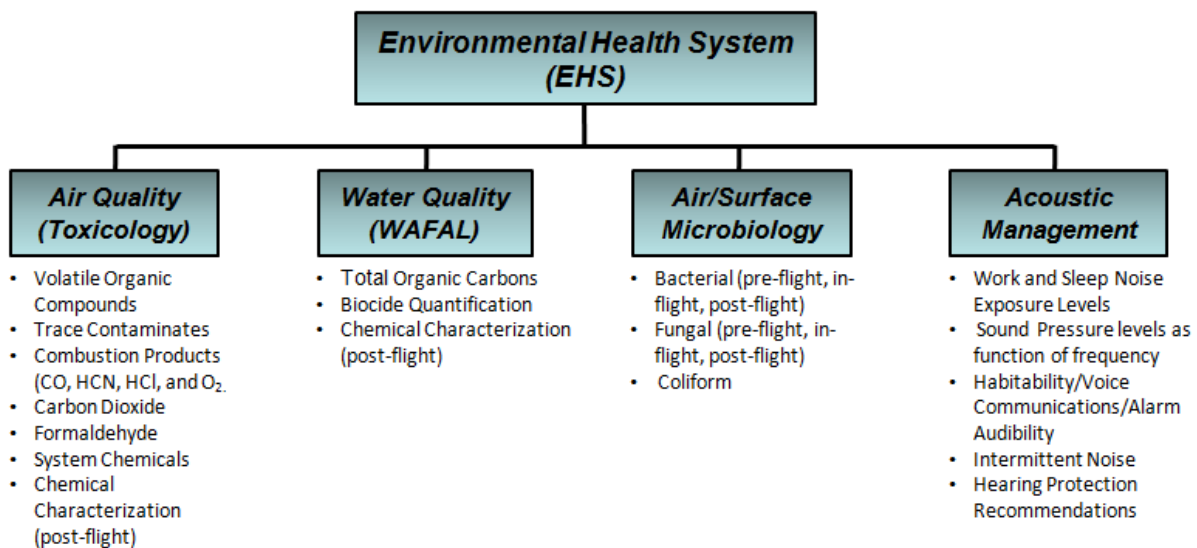 Environmental Health System
(EHS)
Air Quality
(Toxicology)
• Volatile Organic
Compounds
• Trace Contaminates
• Combustion Products
(CO, HCN, HCl, and O₂.
• Carbon Dioxide
• Formaldehyde
• System Chemicals
• Chemical
Characterization
(post-flight)
Water Quality
(WAFAL)
• Total Organic Carbons
• Biocide Quantification
• Chemical Characterization
(post-flight)
Air/Surface
Microbiology
• Bacterial (pre-flight, in-
flight, post-flight)
• Fungal (pre-flight, in-
flight, post-flight)
• Coliform
Acoustic
Management
• Work and Sleep Noise
Exposure Levels
• Sound Pressure levels as
function of frequency
• Habitability/Voice
Communications/Alarm
Audibility
• Intermittent Noise
• Hearing Protection
Recommendations